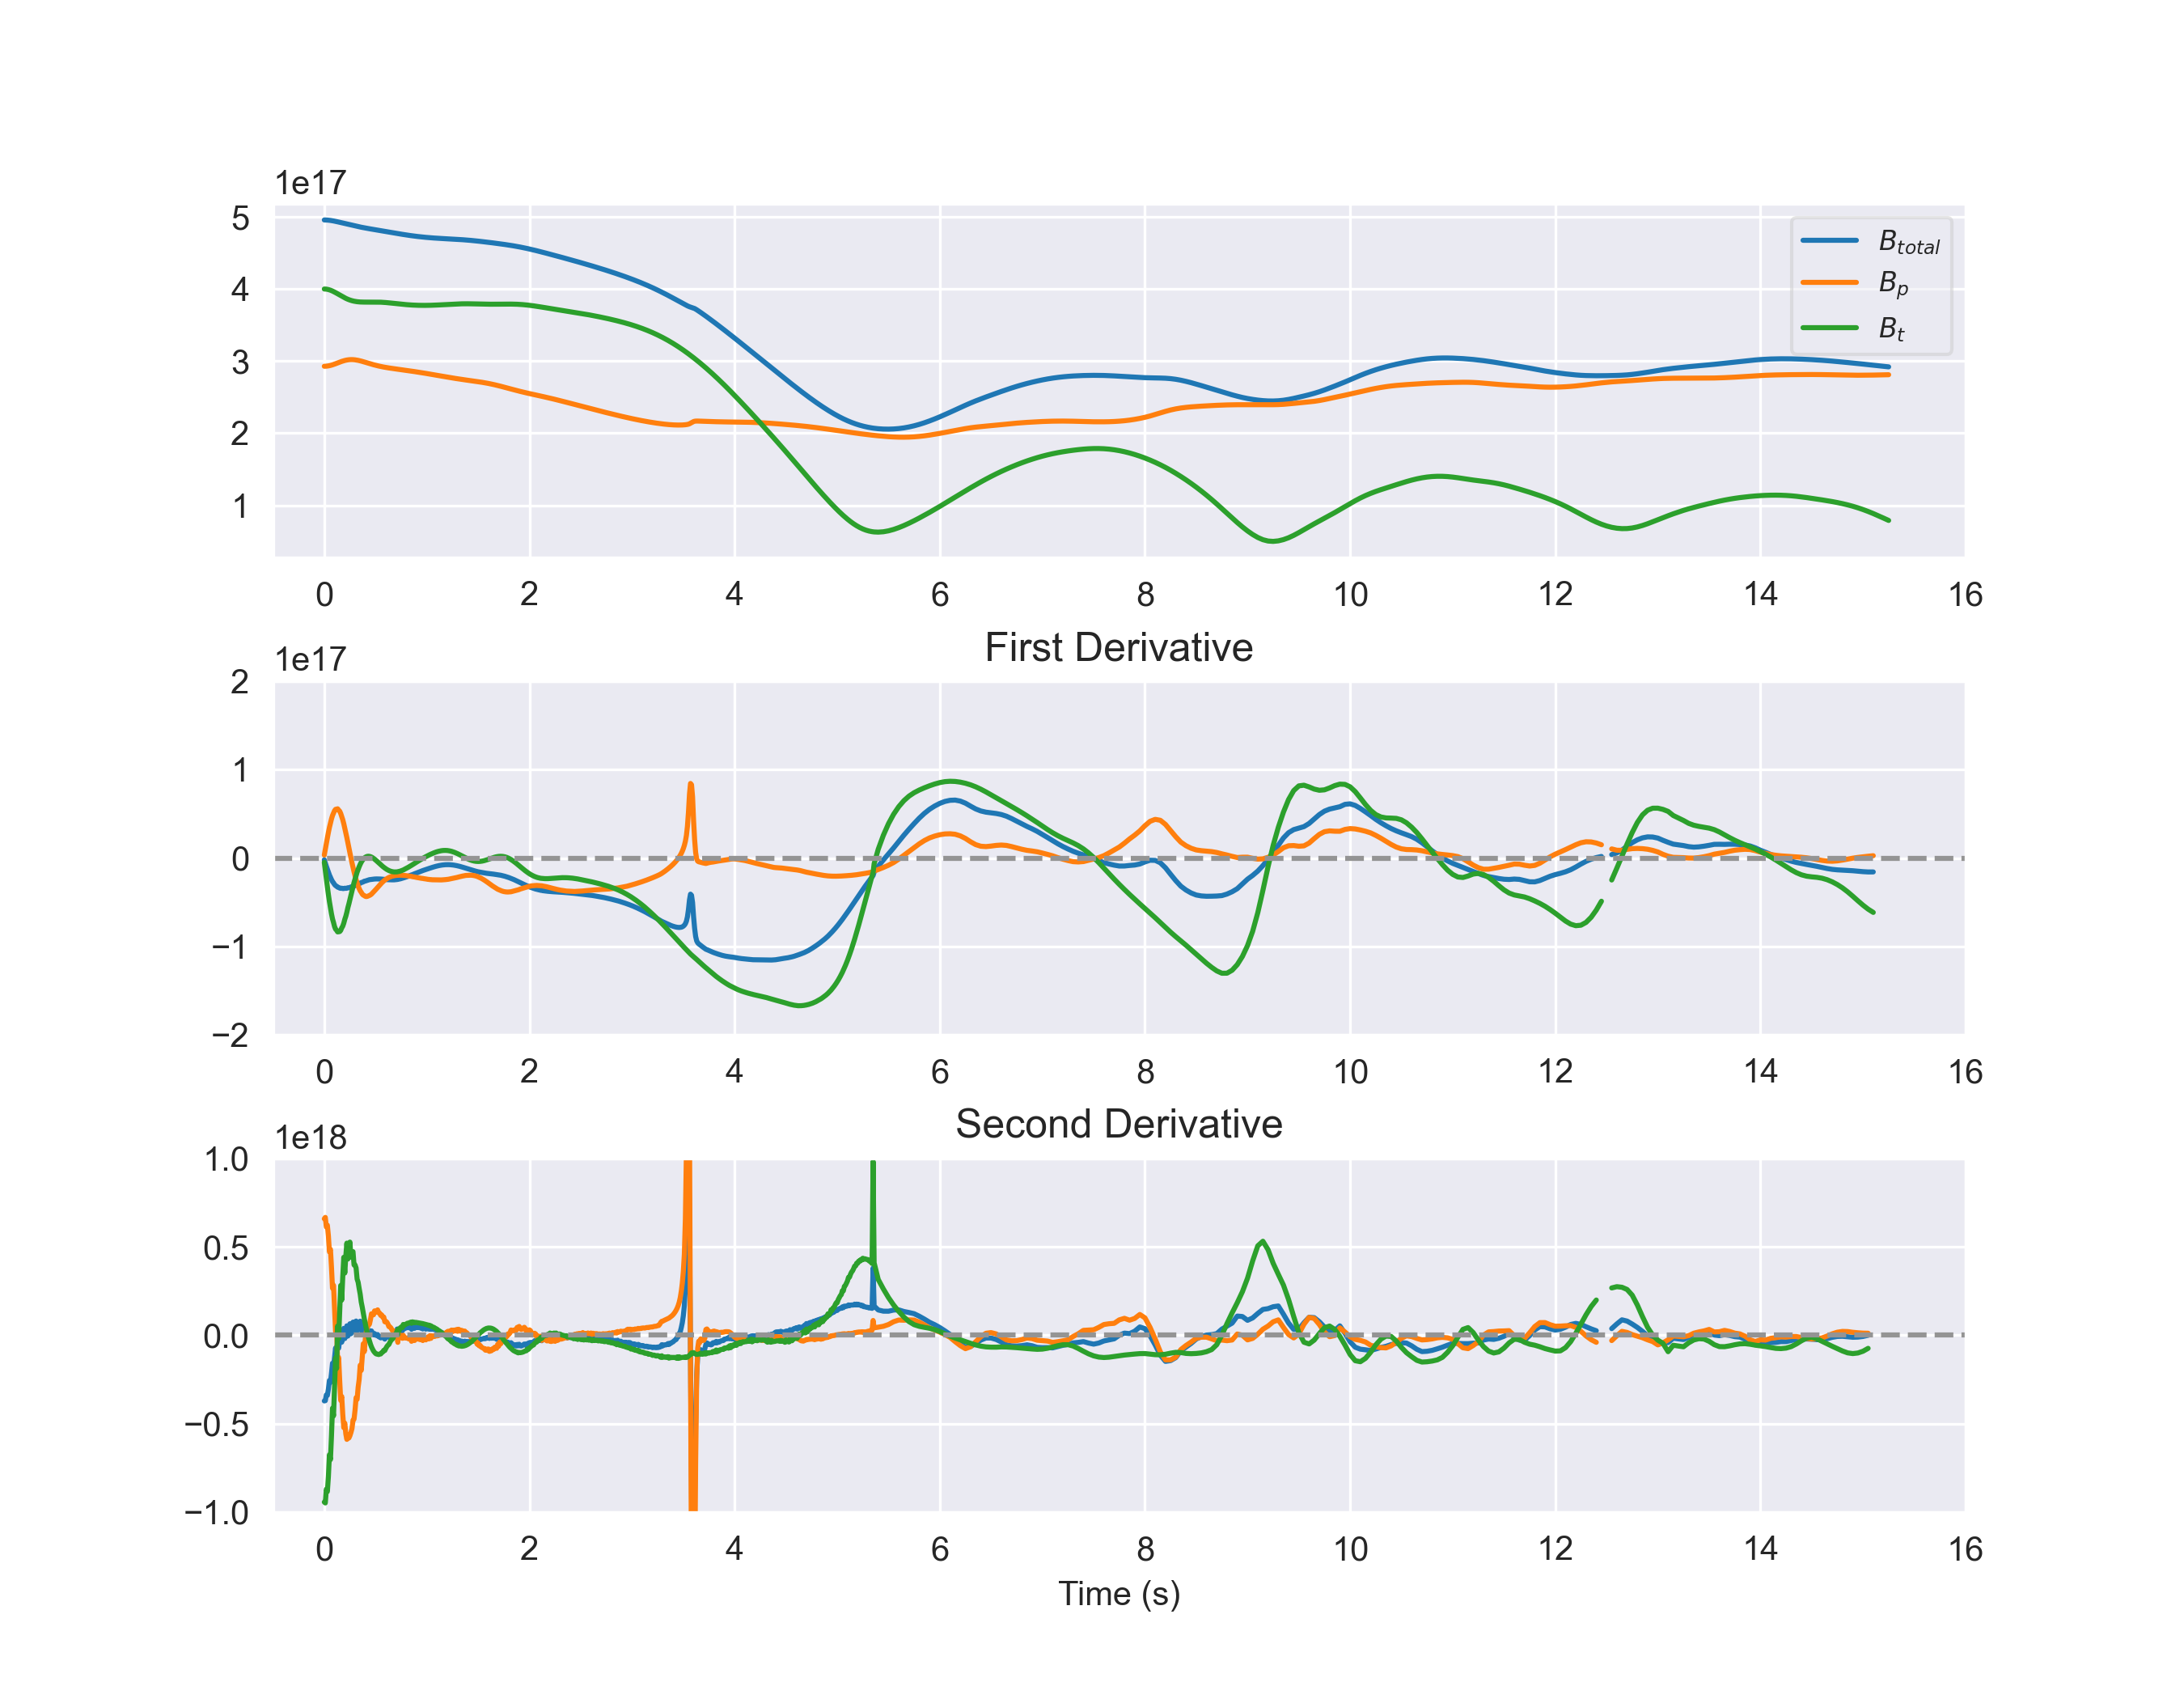 1e17
5
4
3
2
1
B_total
B_p
B_t
0 2 4 6 8 10 12 14 16
First Derivative
1e17
2
1
0
−1
−2
0 2 4 6 8 10 12 14 16
Second Derivative
1e18
1.0
0.5
0.0
−0.5
−1.0
0 2 4 6 8 10 12 14 16
Time (s)